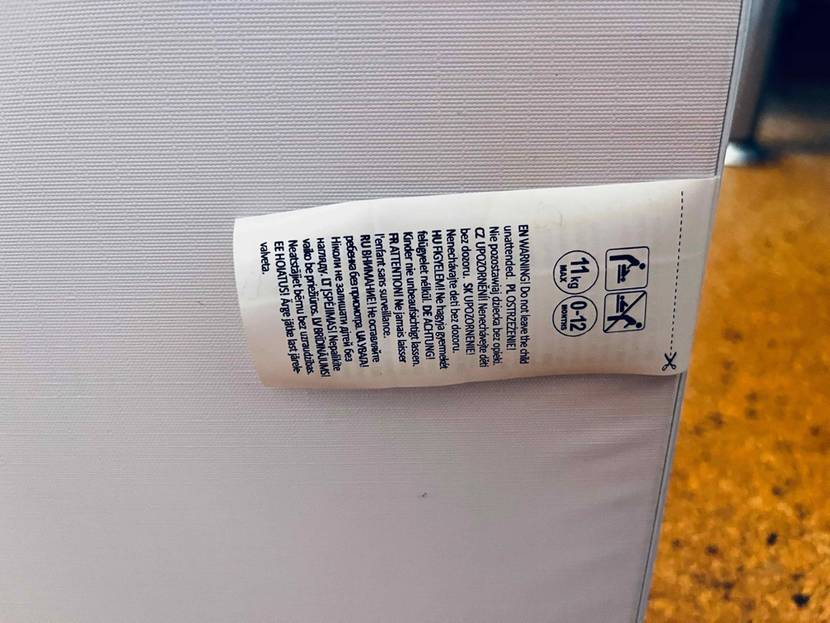 11 kg
MAX
0-12
MONTHS
EN WARNING! Do not leave the child
unattended. PL OSTRZEŻENIE!
Nie pozostawiaj dziecka bez opieki.
CZ UPOZORNĚNÍ! Nenechávejte děti
bez dozoru. SK UPOZORNENIE!
Nenechávajte deti bez dozoru.
HU FIGYELEM! Ne hagyja gyermekét
felügyelet nélkül. DE ACHTUNG!
Kinder nie unbeaufsichtigt lassen.
FR ATTENTION! Ne jamais laisser
l'enfant sans surveillance.
RU ВНИМАНИЕ! Не оставляйте
ребенка без присмотра. UA УВАГА!
Ніколи не залишати дітей без
нагляду. LT ĮSPĖJIMAS! Nepalikite
vaiko be priežiūros. LV BRĪDINĀJUMS!
Neatstājiet bērnu bez uzraudzības
EE HOIATUS! Ärge jätke last järele-
valveta.